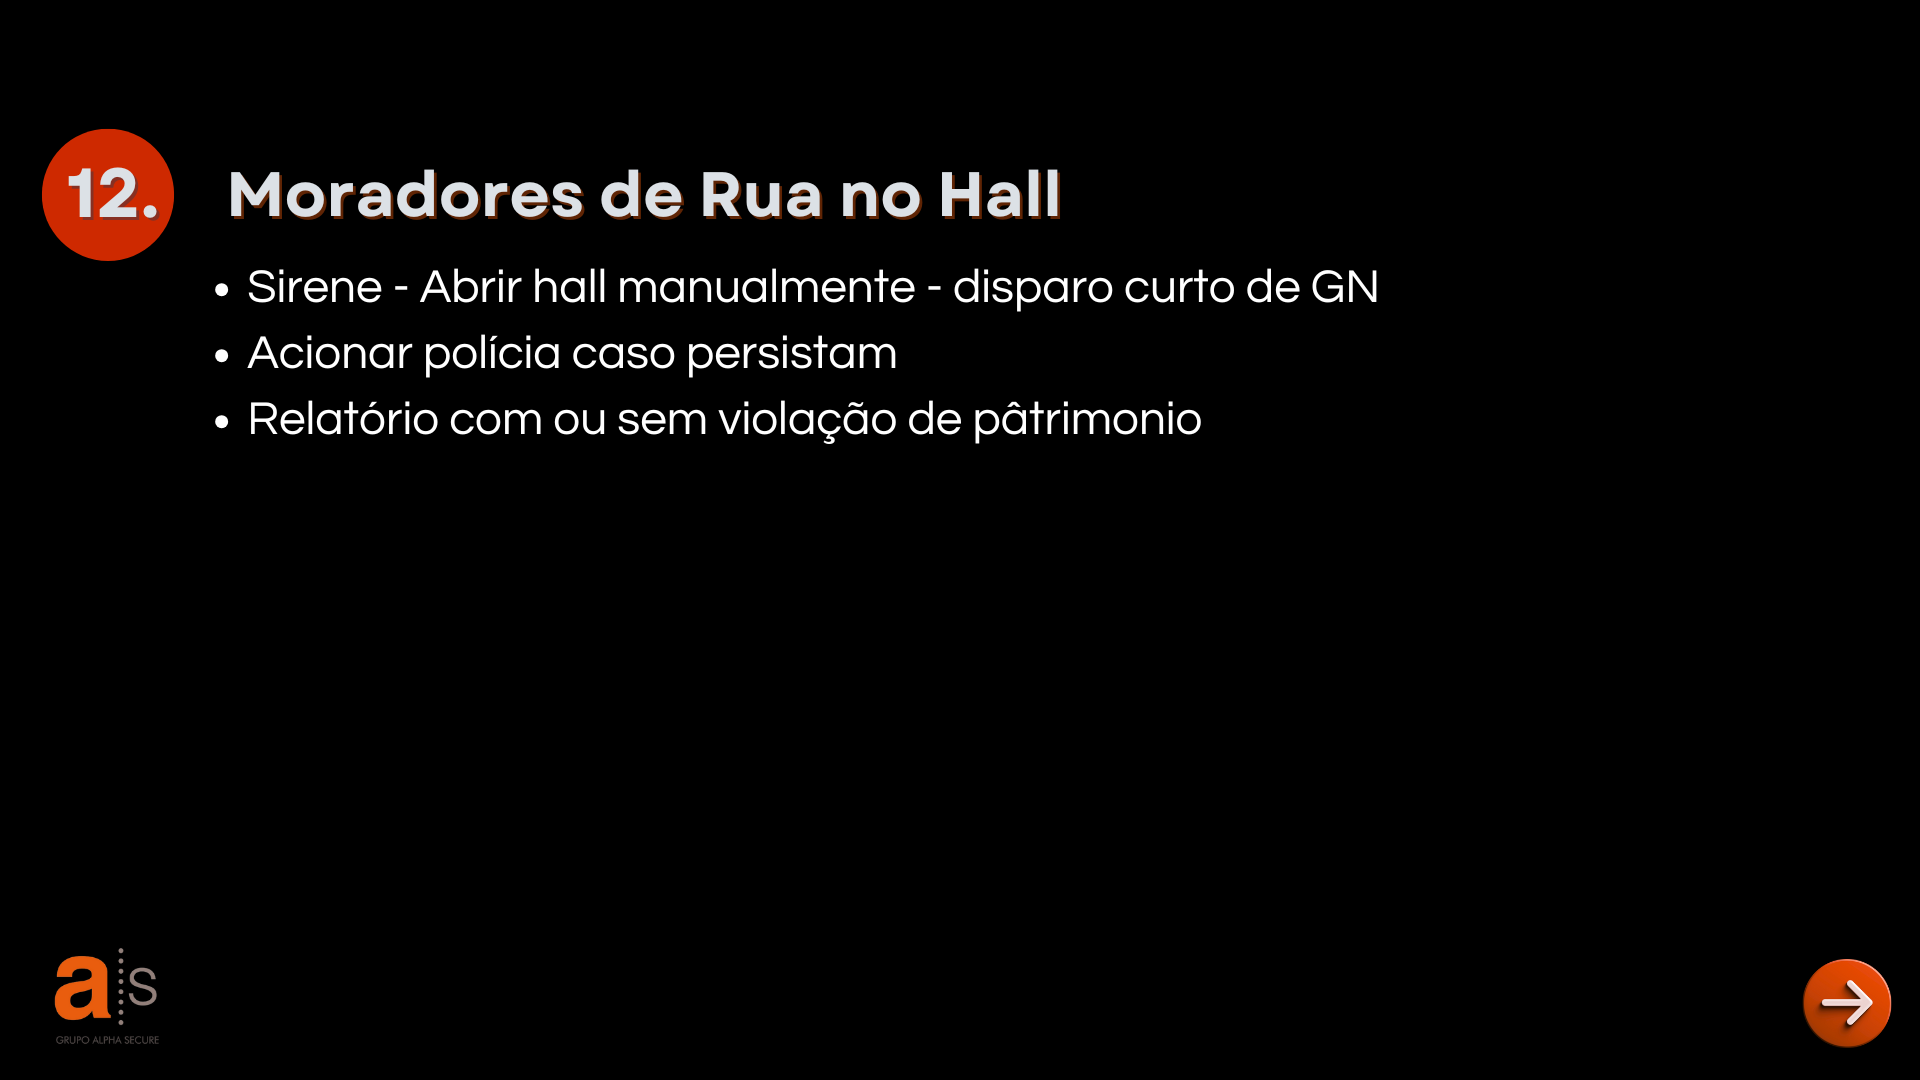 12.
Moradores de Rua no Hall
• Sirene - Abrir hall manualmente - disparo curto de GN
• Acionar polícia caso persistam
• Relatório com ou sem violação de pâtrimonio
a s
GRUPO ALPHA SECURE